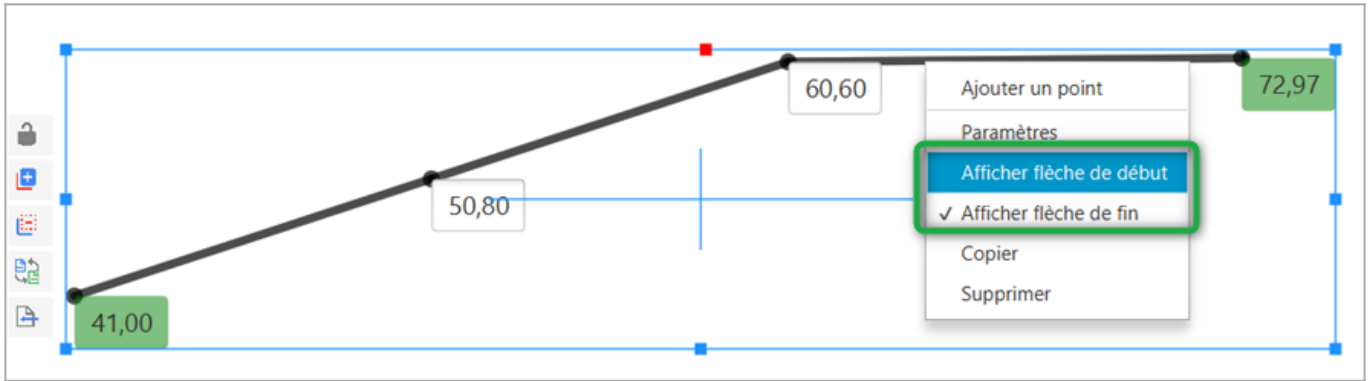 60,60
72,97
Ajouter un point
Paramètres
Afficher flèche de début
50,80
✓ Afficher flèche de fin
Copier
Supprimer
41,00